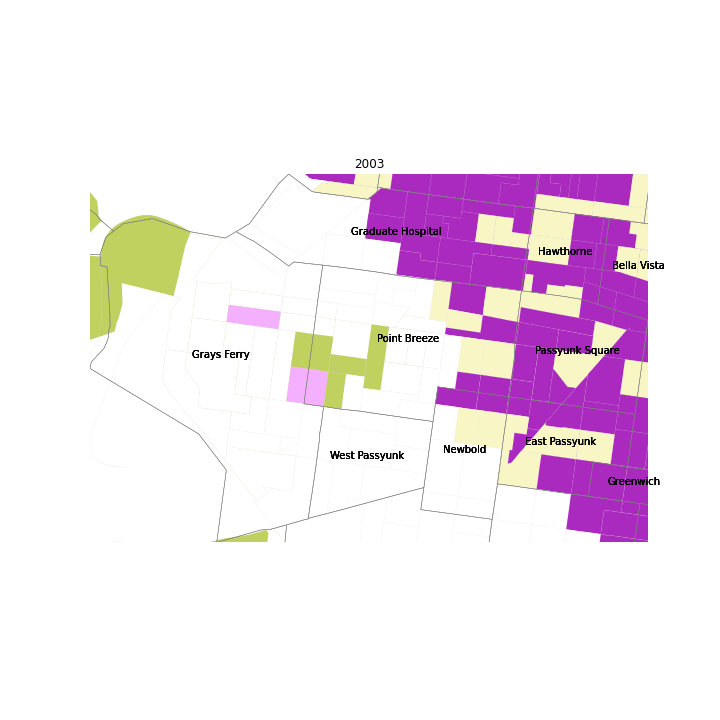 2003
Graduate Hospital
Hawthorne
Bella Vista
Point Breeze
Passyunk Square
Grays Ferry
East Passyunk
Newbold
West Passyunk
Greenwich